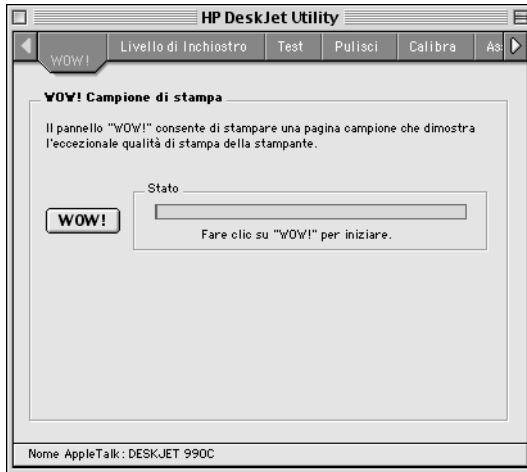 HP DeskJet Utility
WOW! Livello di Inchiostro Test Pulisci Calibra As
WOW! Campione di stampa
Il pannello "WOW!" consente di stampare una pagina campione che dimostra
l'eccezionale qualità di stampa della stampante.
Stato
WOW!
Fare clic su "WOW!" per iniziare.
Nome AppleTalk: DESKJET 990C